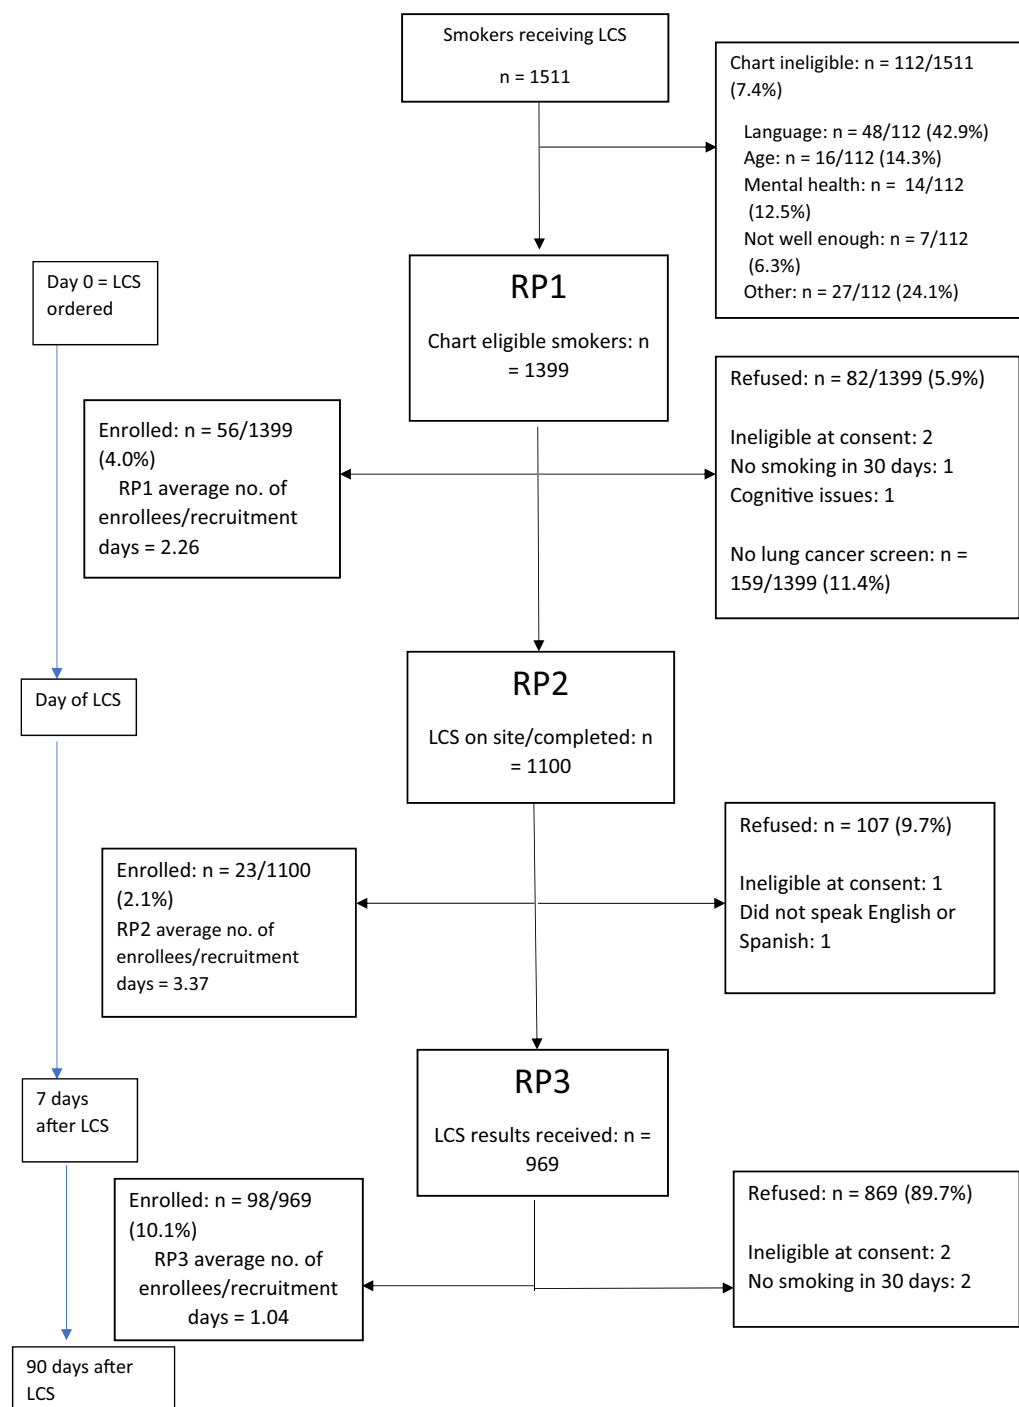 Smokers receiving LCS
n = 1511
Chart ineligible: n = 112/1511
(7.4%)
Language: n = 48/112 (42.9%)
Age: n = 16/112 (14.3%)
Mental health: n =  14/112
(12.5%)
Not well enough: n = 7/112
(6.3%)
Other: n = 27/112 (24.1%)
Day 0 = LCS
ordered
RP1
Chart eligible smokers: n
= 1399
Enrolled: n = 56/1399
(4.0%)
RP1 average no. of
enrollees/recruitment
days = 2.26
Refused: n = 82/1399 (5.9%)
Ineligible at consent: 2
No smoking in 30 days: 1
Cognitive issues: 1
No lung cancer screen: n =
159/1399 (11.4%)
Day of LCS
RP2
LCS on site/completed: n
= 1100
Enrolled: n = 23/1100
(2.1%)
RP2 average no. of
enrollees/recruitment
days = 3.37
Refused: n = 107 (9.7%)
Ineligible at consent: 1
Did not speak English or
Spanish: 1
7 days
after LCS
RP3
LCS results received: n =
969
Enrolled: n = 98/969
(10.1%)
RP3 average no. of
enrollees/recruitment
days = 1.04
Refused: n = 869 (89.7%)
Ineligible at consent: 2
No smoking in 30 days: 2
90 days after
LCS